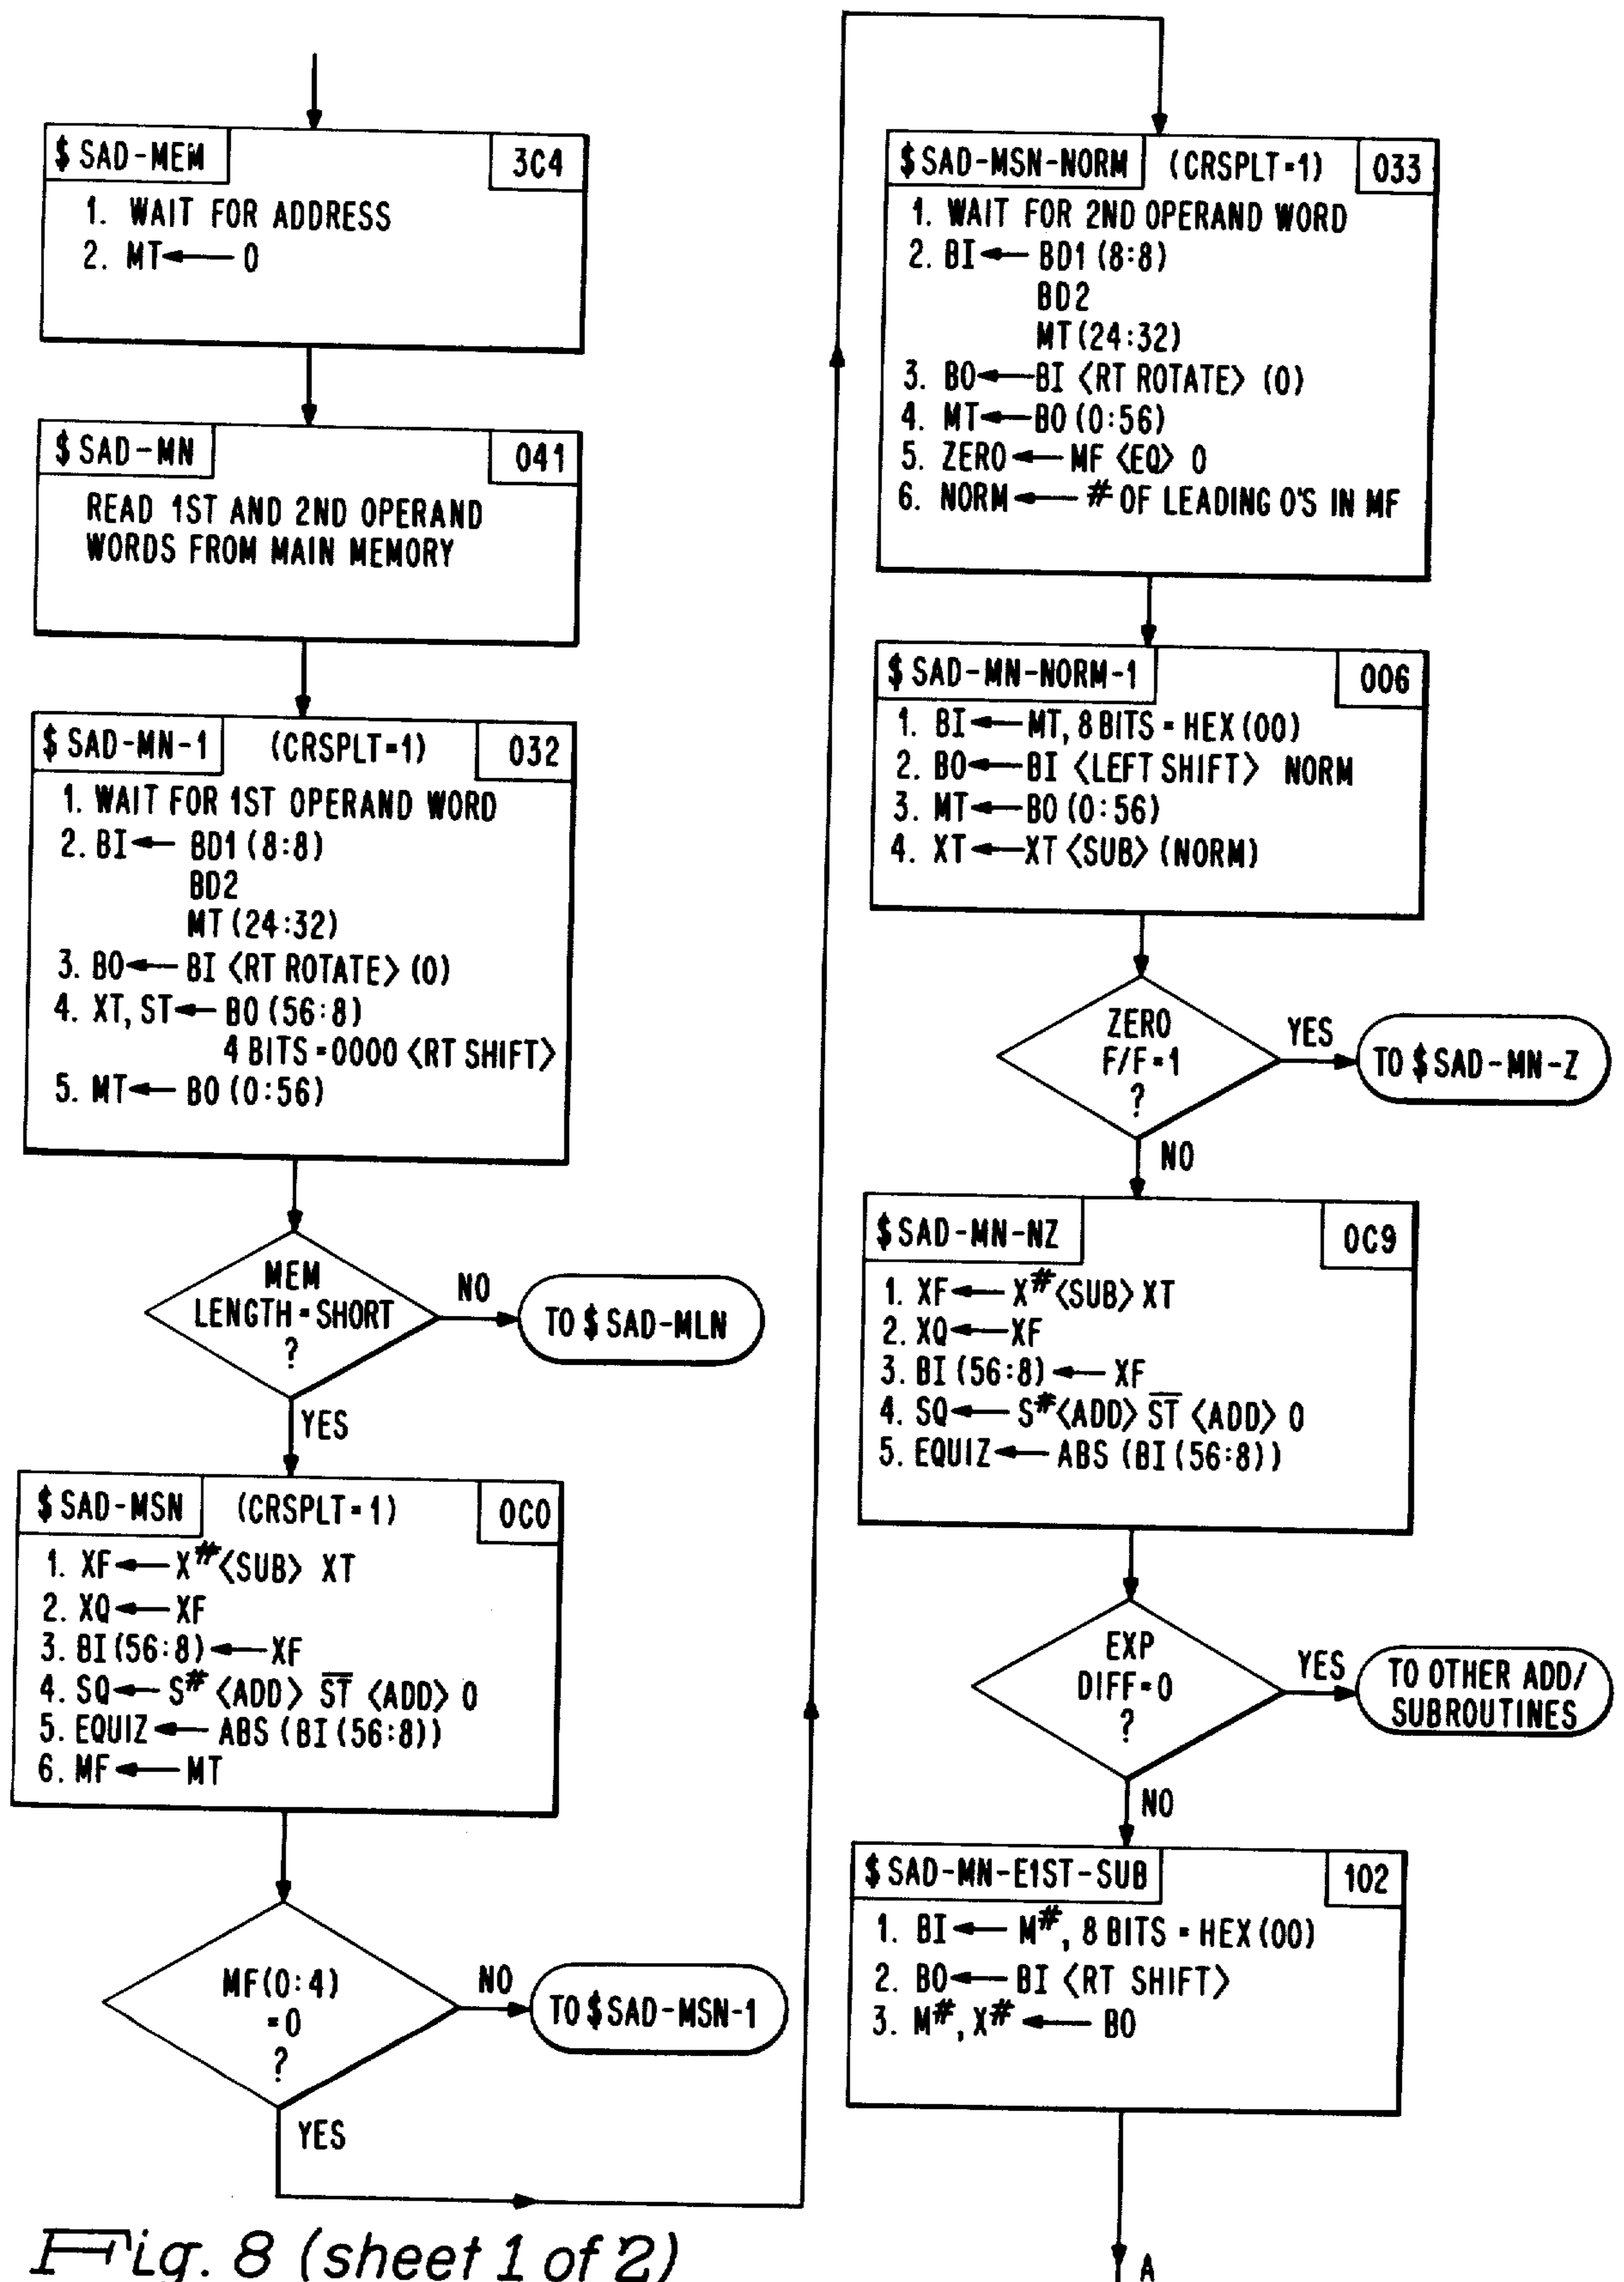 $ SAD-MEM
3C4
1. WAIT FOR ADDRESS
2. MT ← 0
$ SAD-MN
041
READ 1ST AND 2ND OPERAND
WORDS FROM MAIN MEMORY
$ SAD-MN-1
(CRSPLT=1)
032
1. WAIT FOR 1ST OPERAND WORD
2. BI ← BD1 (8:8)
BD2
MT (24:32)
3. BO ← BI 〈RT ROTATE〉 (0)
4. XT, ST ← BO (56:8)
4 BITS = 0000 〈RT SHIFT〉
5. MT ← BO (0:56)
MEM
LENGTH = SHORT
?
NO
TO $ SAD-MLN
YES
$ SAD-MSN
(CRSPLT=1)
0C0
1. XF ← X# 〈SUB〉 XT
2. XQ ← XF
3. BI (56:8) ← XF
4. SQ ← S# 〈ADD〉 S̅T̅ 〈ADD〉 0
5. EQUIZ ← ABS (BI (56:8))
6. MF ← MT
MF(0:4)
=0
?
NO
TO $ SAD-MSN-1
YES
$ SAD-MSN-NORM
(CRSPLT=1)
033
1. WAIT FOR 2ND OPERAND WORD
2. BI ← BD1 (8:8)
BD2
MT (24:32)
3. BO ← BI 〈RT ROTATE〉 (0)
4. MT ← BO (0:56)
5. ZERO ← MF 〈EQ〉 0
6. NORM ← # OF LEADING 0'S IN MF
$ SAD-MN-NORM-1
006
1. BI ← MT, 8 BITS = HEX (00)
2. BO ← BI 〈LEFT SHIFT〉 NORM
3. MT ← BO (0:56)
4. XT ← XT 〈SUB〉 (NORM)
ZERO
F/F=1
?
YES
TO $ SAD-MN-Z
NO
$ SAD-MN-NZ
0C9
1. XF ← X# 〈SUB〉 XT
2. XQ ← XF
3. BI (56:8) ← XF
4. SQ ← S# 〈ADD〉 S̅T̅ 〈ADD〉 0
5. EQUIZ ← ABS (BI (56:8))
EXP
DIFF=0
?
YES
TO OTHER ADD/
SUBROUTINES
NO
$ SAD-MN-E1ST-SUB
102
1. BI ← M#, 8 BITS = HEX (00)
2. BO ← BI 〈RT SHIFT〉
3. M#, X# ← BO
A
Fig. 8 (sheet 1 of 2)